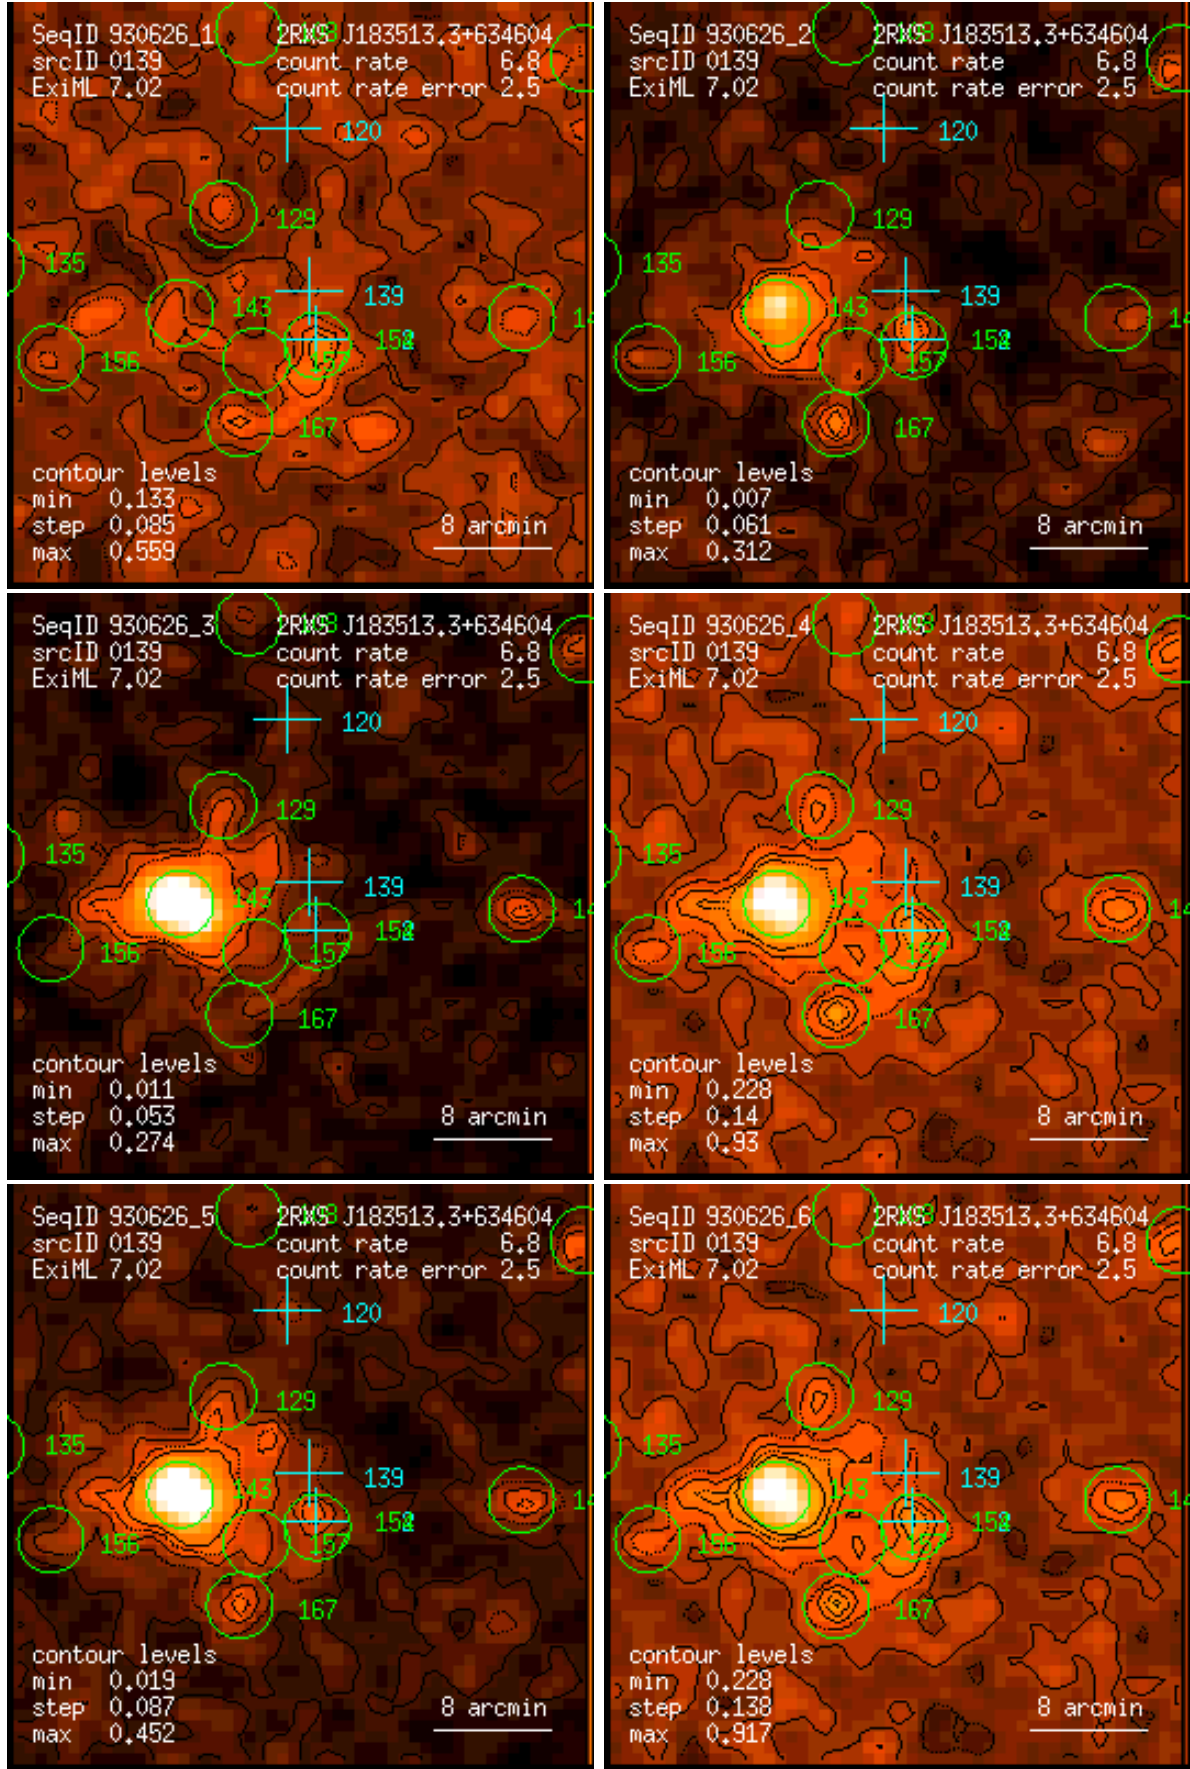 SeqID 930626_1 2RXS J183513.3+634604
srcID 0139 count rate 6.8
ExiML 7.02 count rate error 2.5
120
129
135
139
143
14
152
156
157
167
contour levels
min 0.133
step 0.085
max 0.559
8 arcmin
SeqID 930626_2 2RXS J183513.3+634604
srcID 0139 count rate 6.8
ExiML 7.02 count rate error 2.5
120
129
135
139
143
14
152
156
157
167
contour levels
min 0.007
step 0.061
max 0.312
8 arcmin
SeqID 930626_3 2RXS J183513.3+634604
srcID 0139 count rate 6.8
ExiML 7.02 count rate error 2.5
120
129
135
139
143
14
152
156
157
167
contour levels
min 0.011
step 0.053
max 0.274
8 arcmin
SeqID 930626_4 2RXS J183513.3+634604
srcID 0139 count rate 6.8
ExiML 7.02 count rate error 2.5
120
129
135
139
143
14
152
156
157
167
contour levels
min 0.228
step 0.14
max 0.93
8 arcmin
SeqID 930626_5 2RXS J183513.3+634604
srcID 0139 count rate 6.8
ExiML 7.02 count rate error 2.5
120
129
135
139
143
14
152
156
157
167
contour levels
min 0.019
step 0.087
max 0.452
8 arcmin
SeqID 930626_6 2RXS J183513.3+634604
srcID 0139 count rate 6.8
ExiML 7.02 count rate error 2.5
120
129
135
139
143
14
152
156
157
167
contour levels
min 0.228
step 0.138
max 0.917
8 arcmin